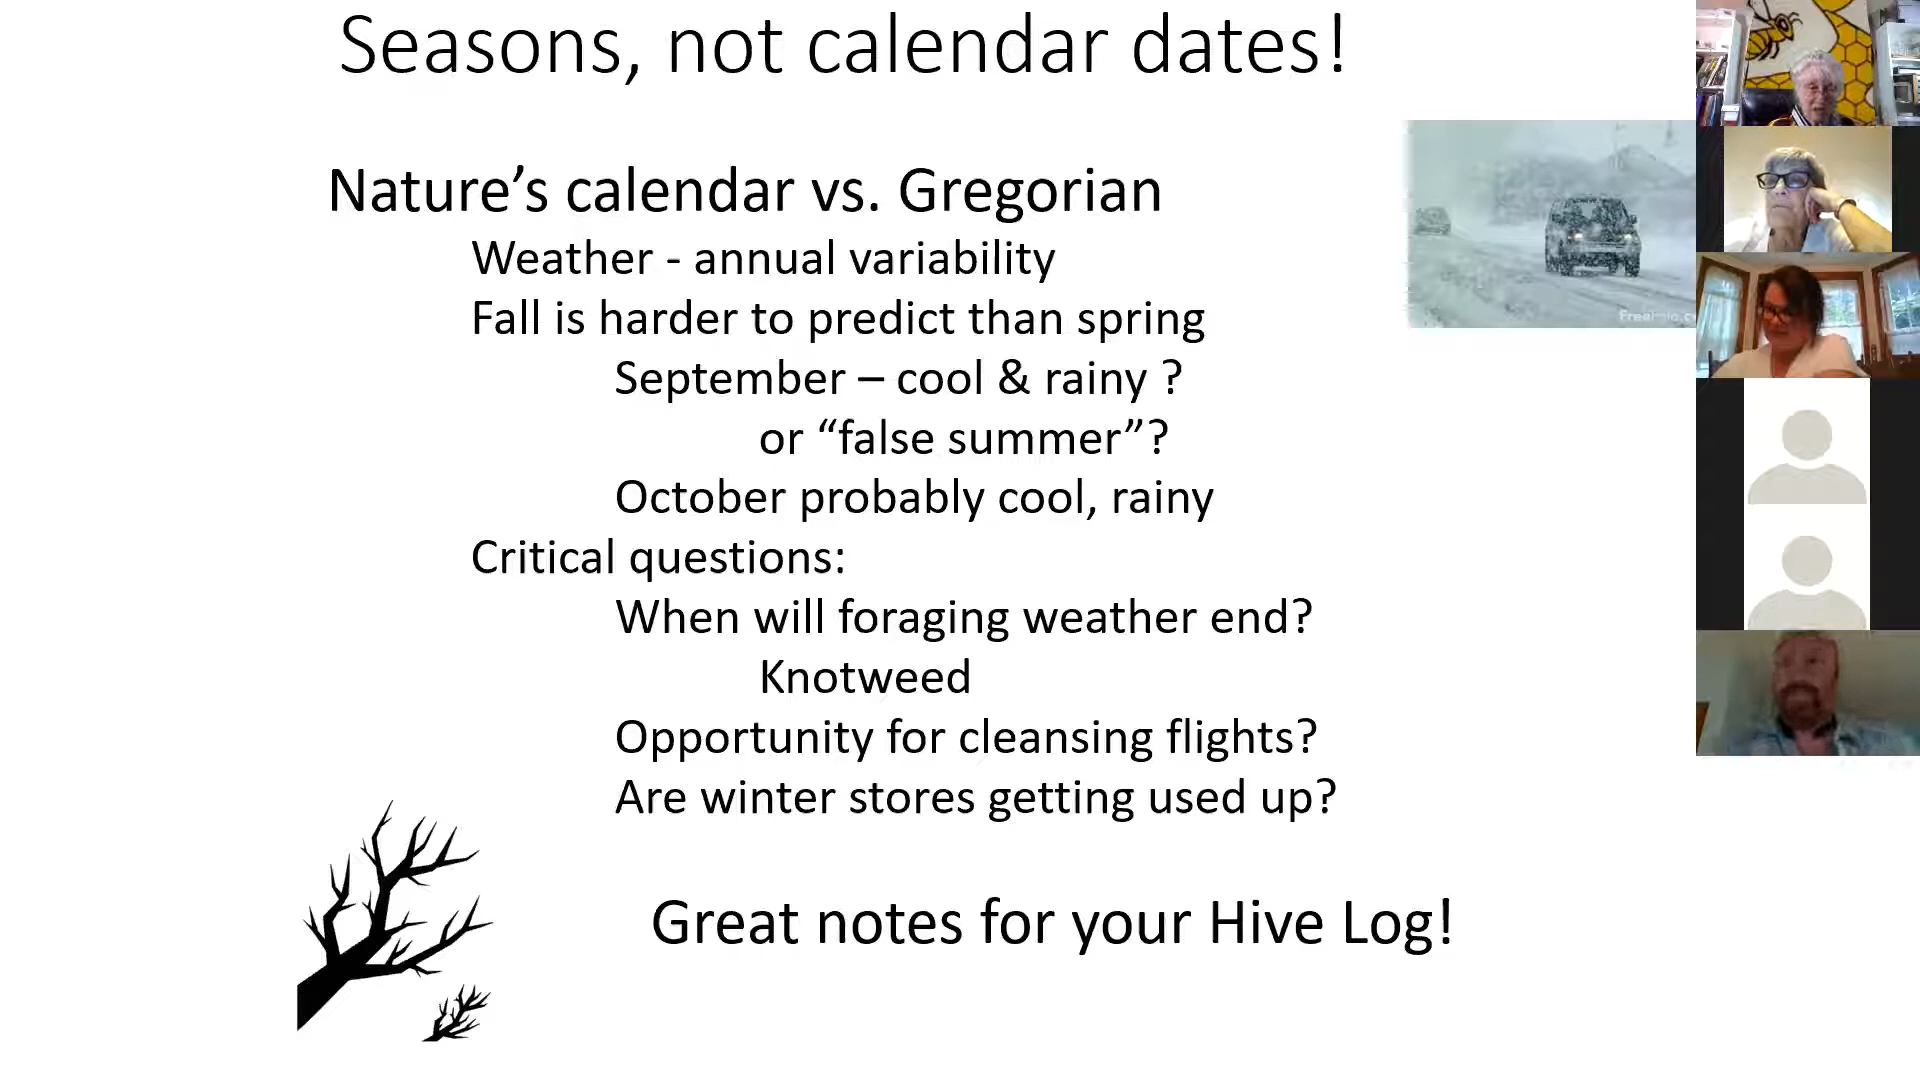 Seasons, not calendar dates!
Nature’s calendar vs. Gregorian
Weather - annual variability
Fall is harder to predict than spring
September – cool & rainy ?
or “false summer”?
October probably cool, rainy
Critical questions:
When will foraging weather end?
Knotweed
Opportunity for cleansing flights?
Are winter stores getting used up?
Great notes for your Hive Log!